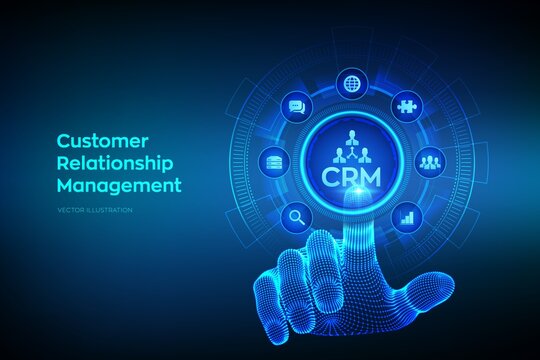 Customer
Relationship
Management
VECTOR ILLUSTRATION
CRM